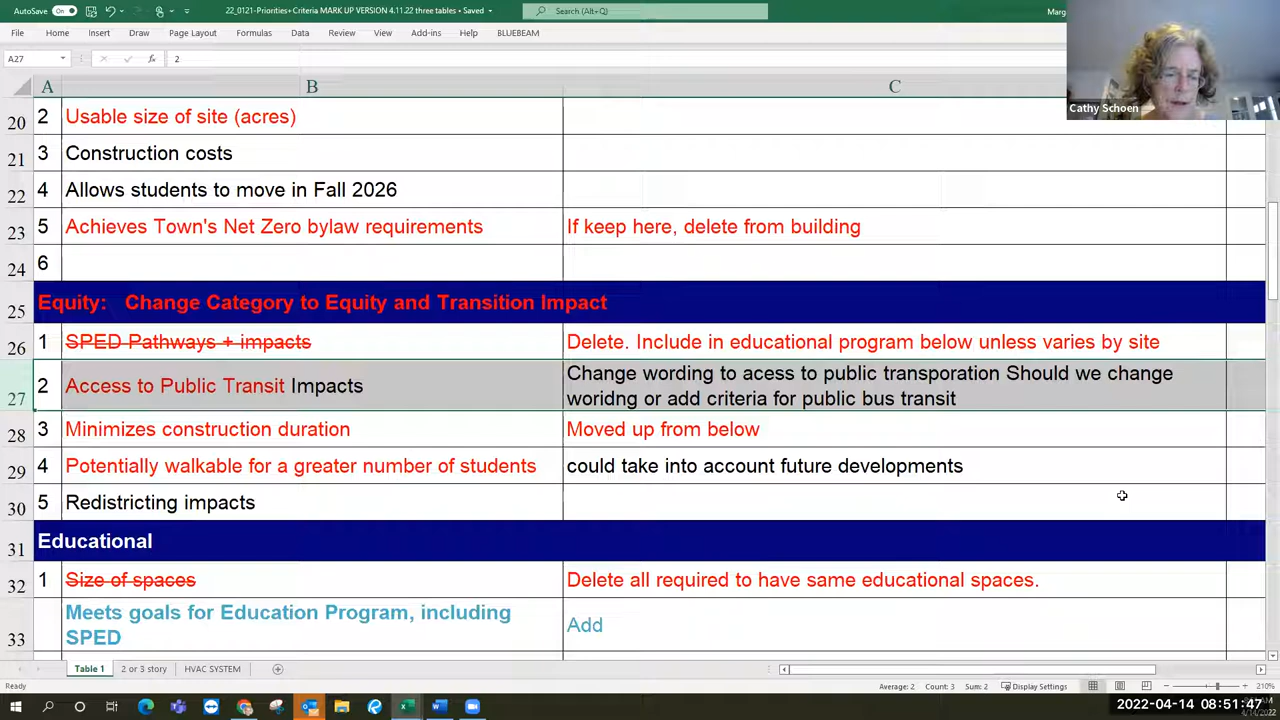 AutoSave On 22_0121-Priorities+Criteria MARK UP VERSION 4.11.22 three tables • Saved Search (Alt+Q) Marg
File Home Insert Draw Page Layout Formulas Data Review View Add-ins Help BLUEBEAM
A27 fx 2
Cathy Schoen
A B C
20 2 Usable size of site (acres)
21 3 Construction costs
22 4 Allows students to move in Fall 2026
23 5 Achieves Town's Net Zero bylaw requirements If keep here, delete from building
24 6
25 Equity: Change Category to Equity and Transition Impact
26 1 SPED Pathways + impacts Delete. Include in educational program below unless varies by site
27 2 Access to Public Transit Impacts Change wording to acess to public transporation Should we change
woridng or add criteria for public bus transit
28 3 Minimizes construction duration Moved up from below
29 4 Potentially walkable for a greater number of students could take into account future developments
30 5 Redistricting impacts
31 Educational
32 1 Size of spaces Delete all required to have same educational spaces.
33 Meets goals for Education Program, including
SPED Add
Table 1 2 or 3 story HVAC SYSTEM
Ready Average: 2 Count: 3 Sum: 2 Display Settings 210%
2022-04-14 08:51:47